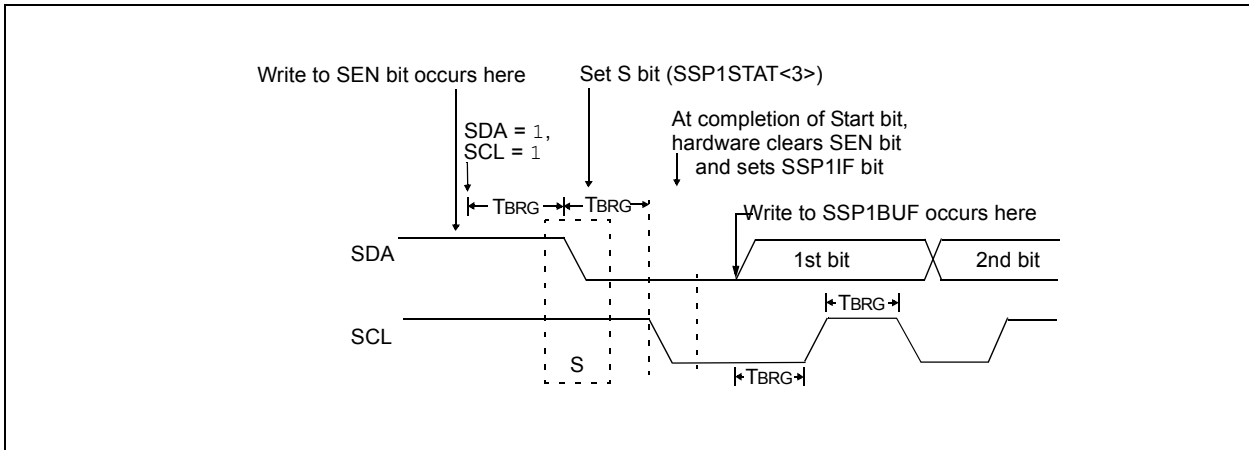 Write to SEN bit occurs here
Set S bit (SSP1STAT<3>)
SDA = 1,
SCL = 1
At completion of Start bit,
hardware clears SEN bit
and sets SSP1IF bit
TBRG
TBRG
Write to SSP1BUF occurs here
SDA
1st bit
2nd bit
TBRG
SCL
S
TBRG